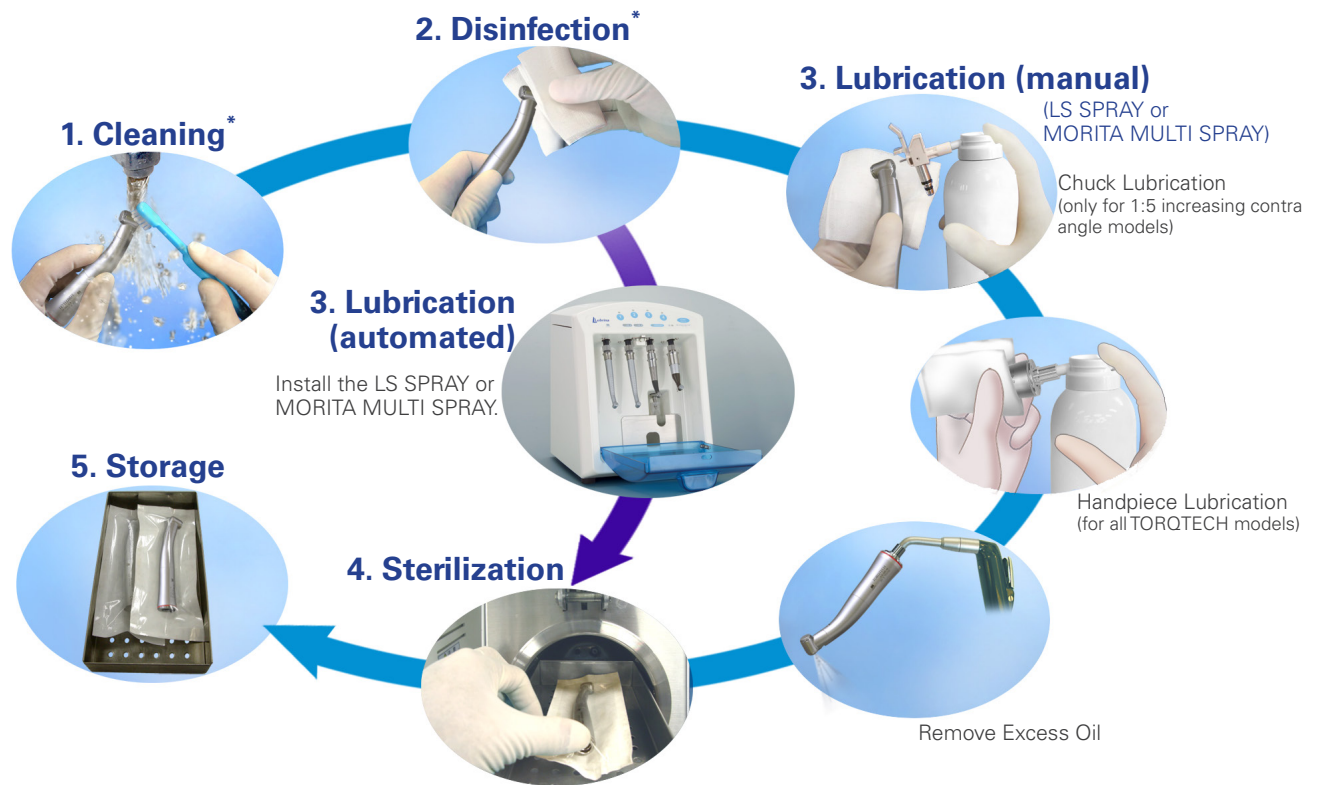 1. Cleaning*
2. Disinfection*
3. Lubrication (manual)
(LS SPRAY or
MORITA MULTI SPRAY)
Chuck Lubrication
(only for 1:5 increasing contra
angle models)
Handpiece Lubrication
(for all TORQTECH models)
Remove Excess Oil
3. Lubrication
(automated)
Install the LS SPRAY or
MORITA MULTI SPRAY.
4. Sterilization
5. Storage